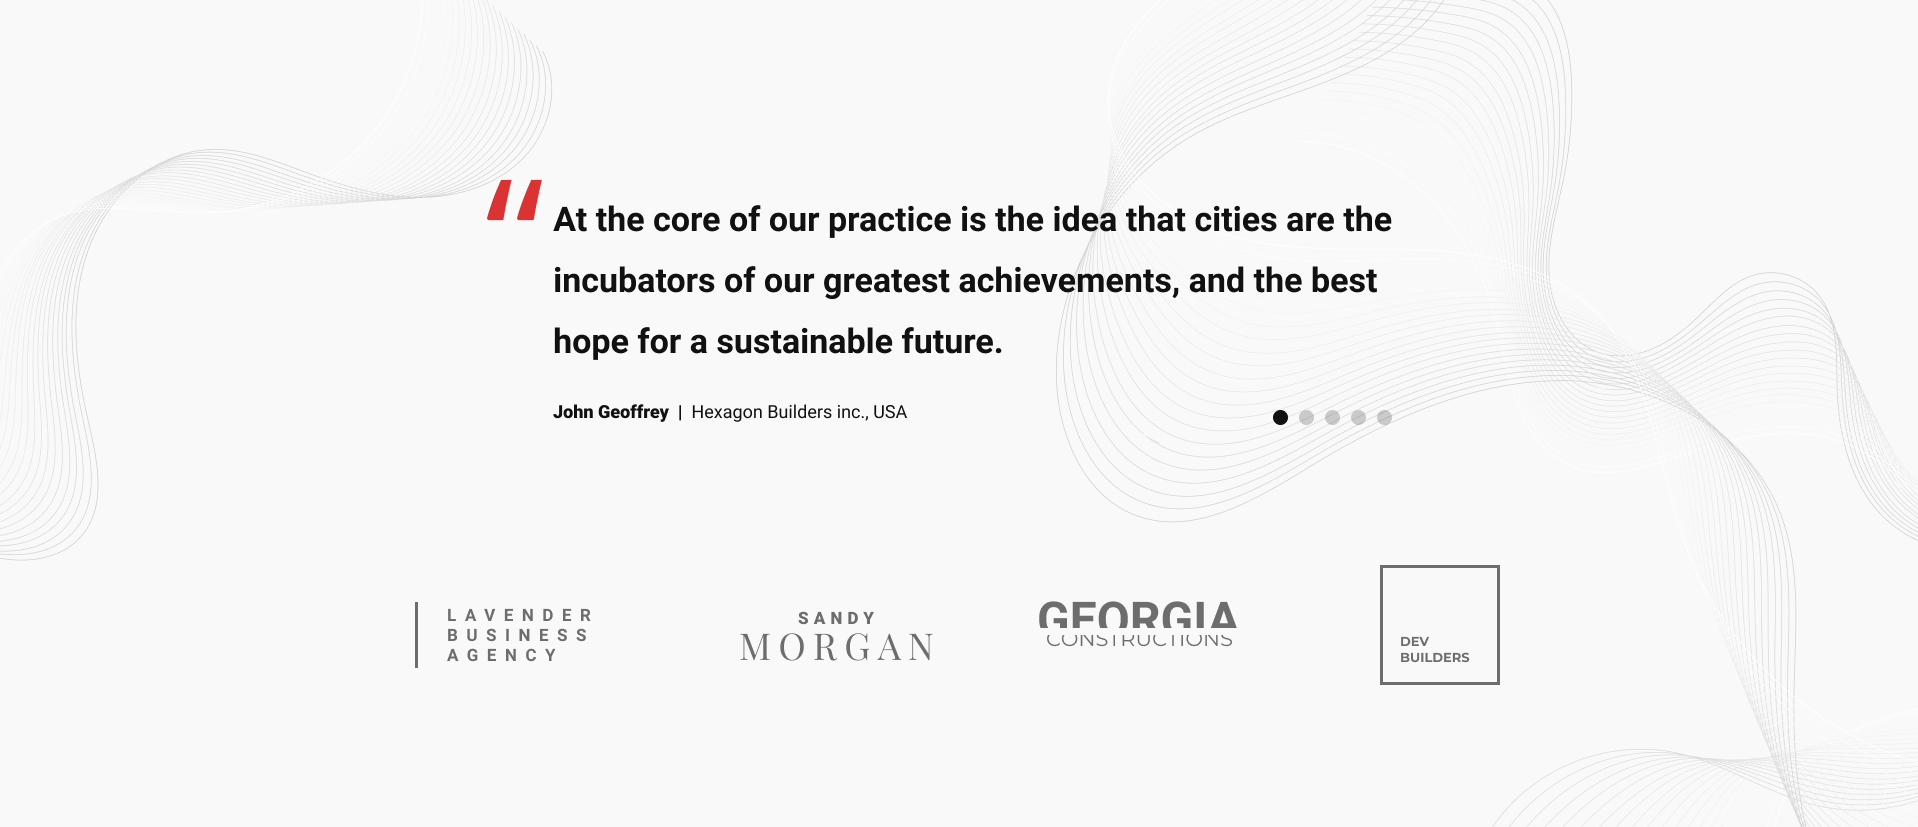 “
At the core of our practice is the idea that cities are the
incubators of our greatest achievements, and the best
hope for a sustainable future.
John Geoffrey | Hexagon Builders inc., USA
LAVENDER
BUSINESS
AGENCY
SANDY
MORGAN
GEORGIA
CONSTRUCTIONS
DEV
BUILDERS